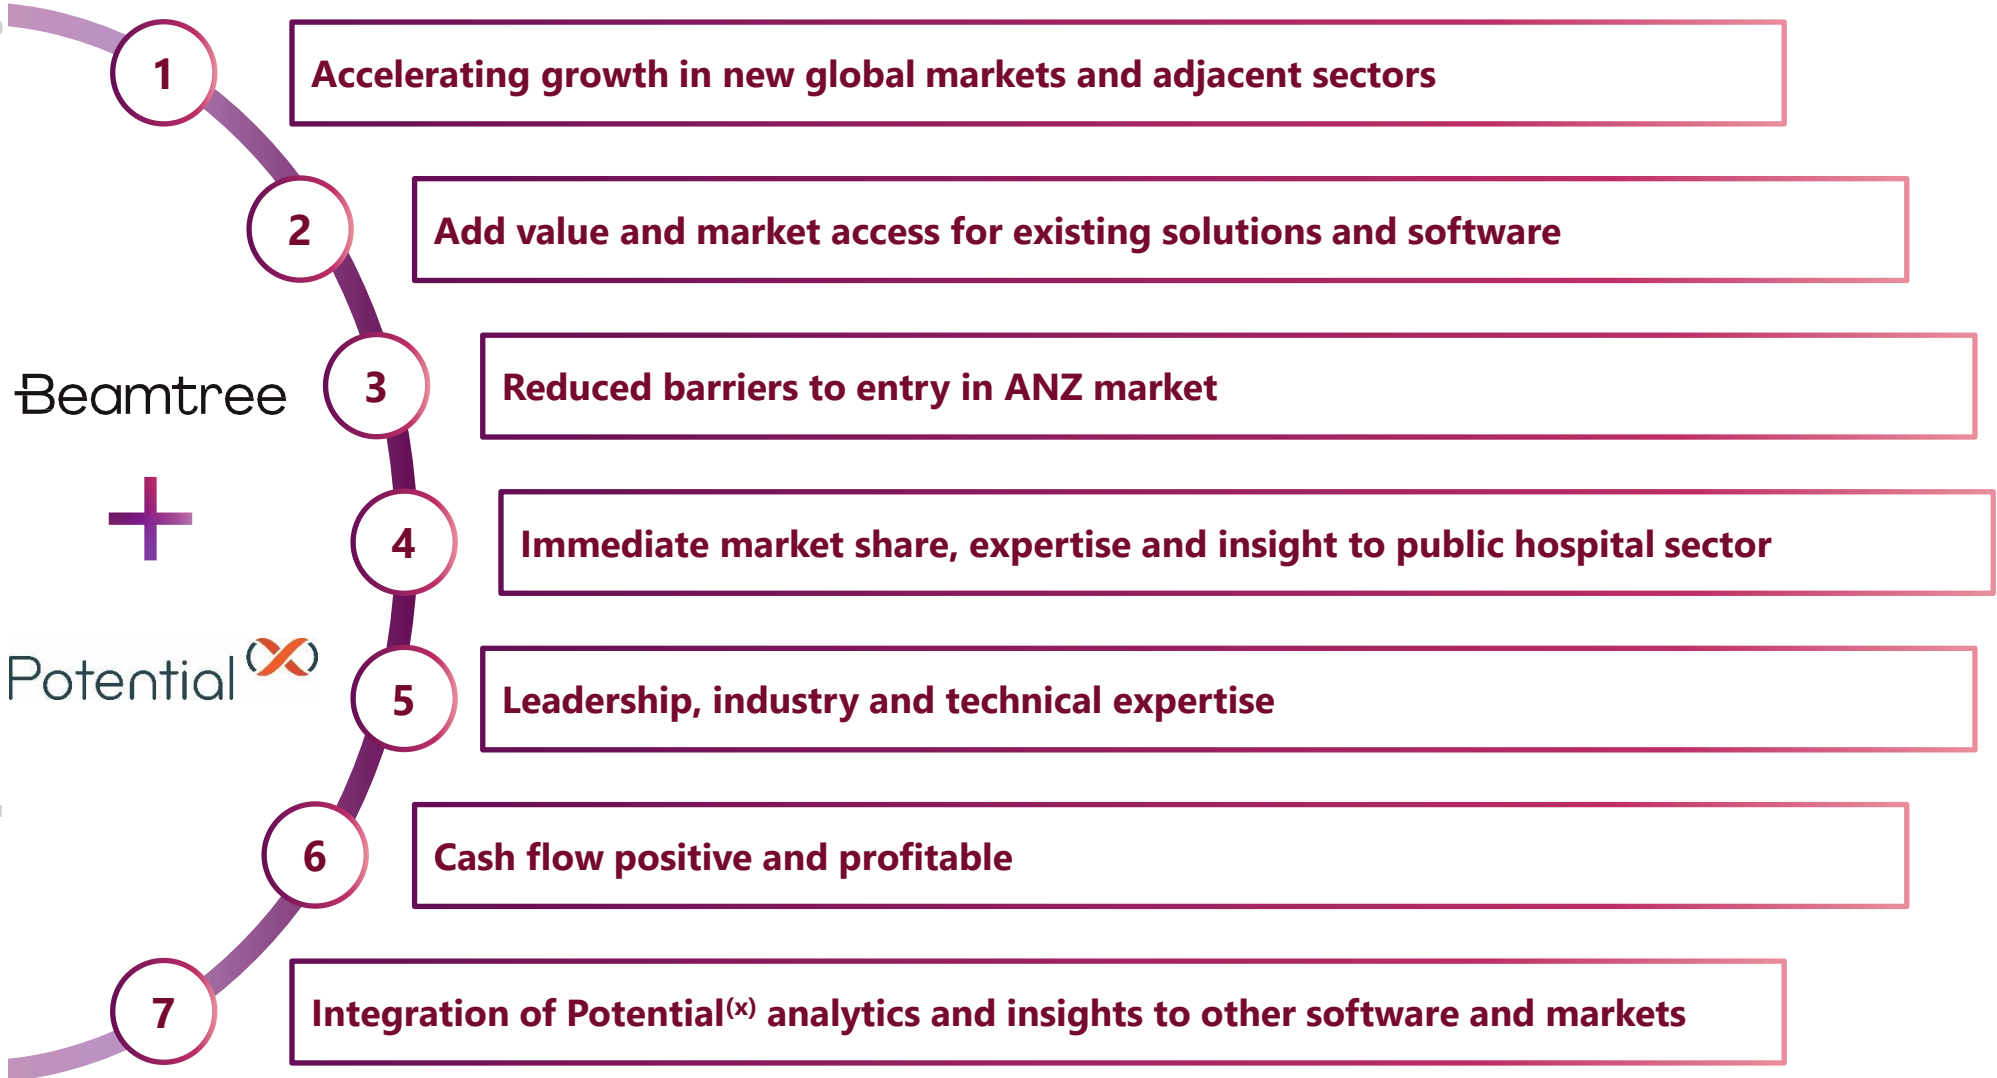 1
Accelerating growth in new global markets and adjacent sectors
2
Add value and market access for existing solutions and software
Beamtree
3
Reduced barriers to entry in ANZ market
4
Immediate market share, expertise and insight to public hospital sector
Potential(x)
5
Leadership, industry and technical expertise
6
Cash flow positive and profitable
7
Integration of Potential(x) analytics and insights to other software and markets